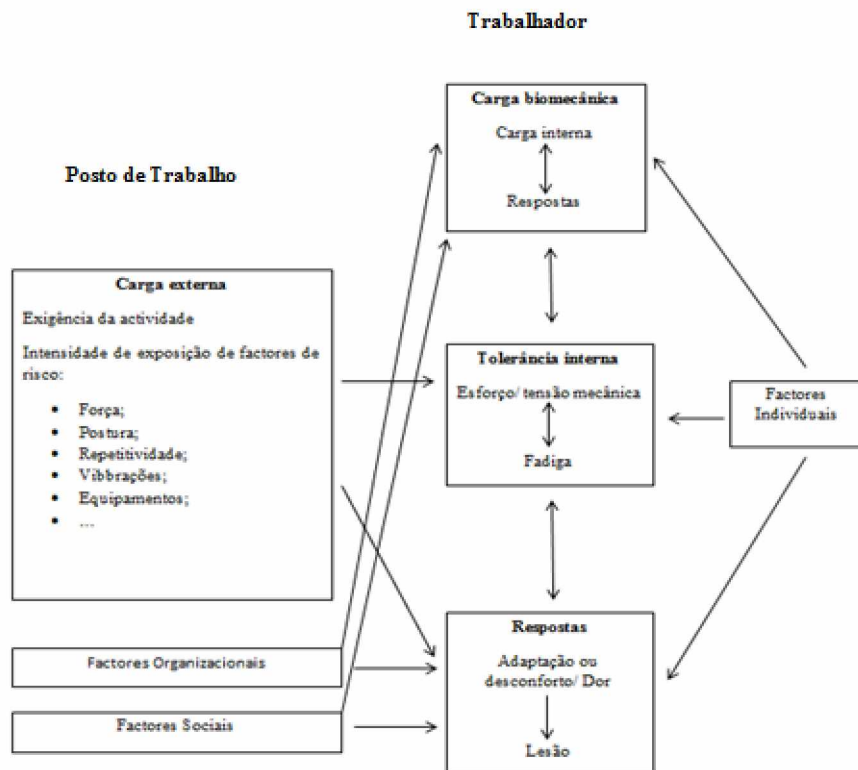 Trabalhador
Carga biomecânica
Carga interna
Respostas
Posto de Trabalho
Carga externa
Exigência da actividade
Intensidade de exposição de factores de
risco:
• Força;
• Postura;
• Repetitividade;
• Vibbrações;
• Equipamentos;
• ...
Tolerância interna
Esforço/ tensão mecânica
Fadiga
Factores
Individuais
Factores Organizacionais
Factores Sociais
Respostas
Adaptação ou
desconforto/ Dor
Lesão